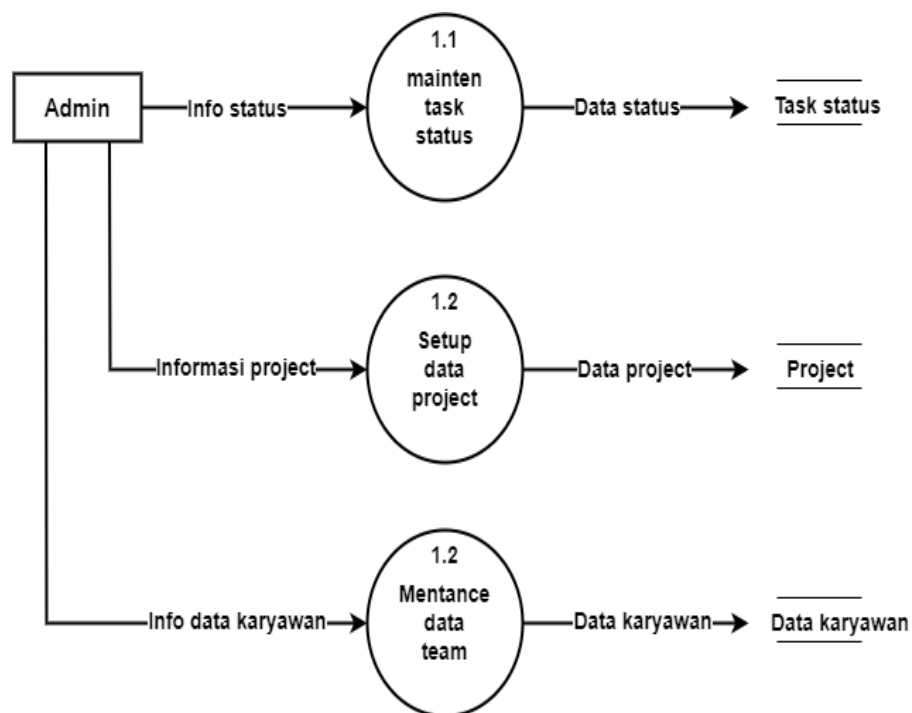 1.1
mainten
task
status
Admin
Info status
Data status
Task status
1.2
Setup
data
project
Informasi project
Data project
Project
1.2
Mentance
data
team
Info data karyawan
Data karyawan
Data karyawan